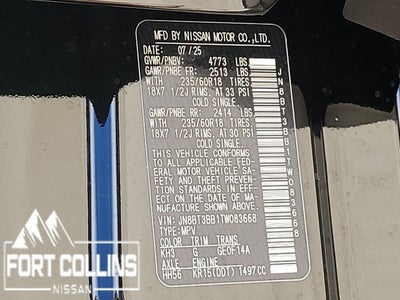 MFD BY NISSAN MOTOR CO.,LTD.
DATE: 07/25
GVWR/PNBV: 4773 LBS
GAWR/PNBE FR: 2513 LBS
WITH 235/60R18 TIRES
18X7 1/2J RIMS, AT 33 PSI
COLD SINGLE
GAWR/PNBE RR: 2414 LBS
WITH 235/60R18 TIRES
18X7 1/2J RIMS, AT 30 PSI
COLD SINGLE
THIS VEHICLE CONFORMS
TO ALL APPLICABLE FED-
ERAL MOTOR VEHICLE SA-
FETY AND THEFT PREVEN-
TION STANDARDS IN EFFECT
ON THE DATE OF MA-
NUFACTURE SHOWN ABOVE.
VIN: JN8BT3BB1TW083668
TYPE:MPV
COLOR TRIM TRANS
KH3 G GE0F14A
AXLE ENGINE
HH56 KR15(DDT) 1497CC
JN8BT3BB1TW083668
FORT COLLINS
NISSAN